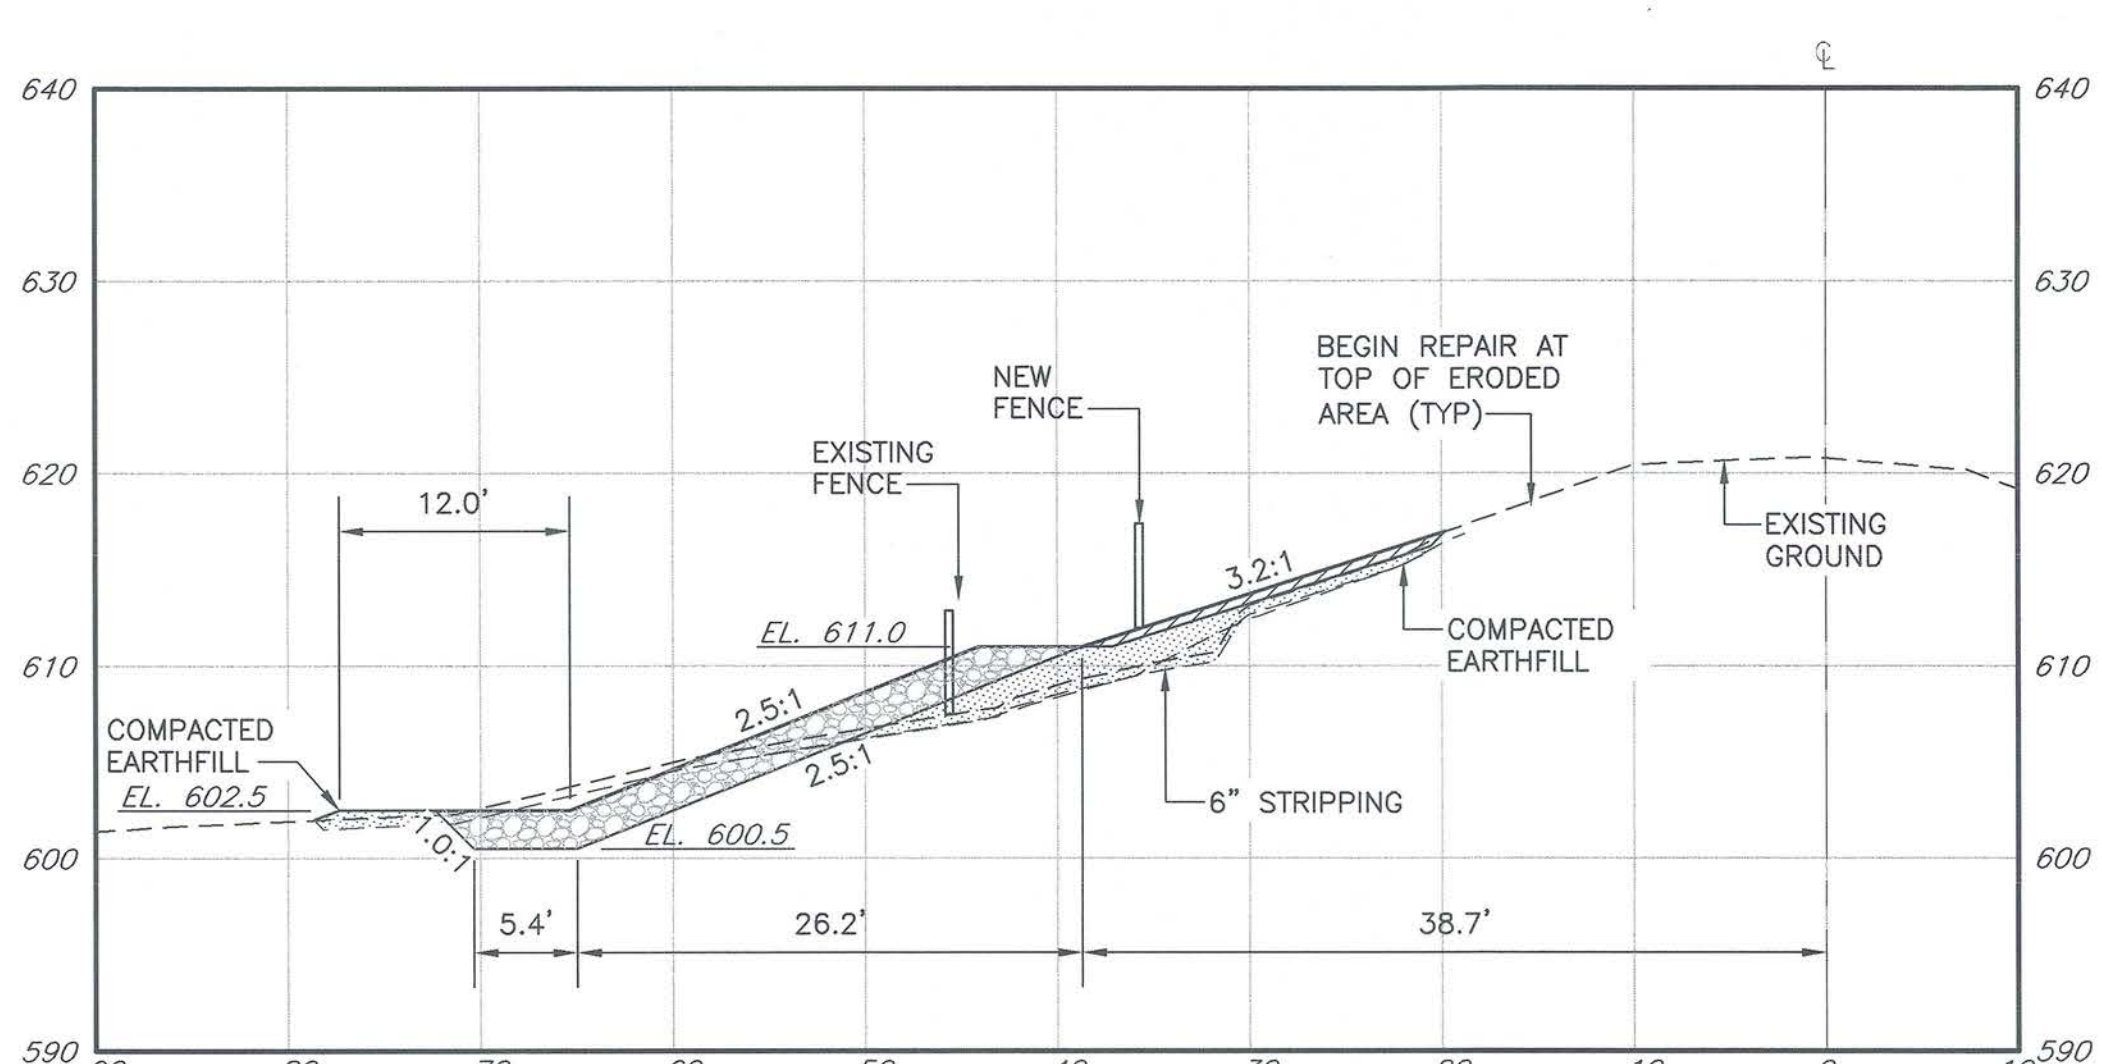 ℄
640 640
630 630
BEGIN REPAIR AT
TOP OF ERODED
AREA (TYP)
NEW
FENCE
EXISTING
FENCE
620 620
12.0'
EXISTING
GROUND
3.2:1
EL. 611.0
COMPACTED
EARTHFILL
610 610
2.5:1
COMPACTED
EARTHFILL
2.5:1
EL. 602.5
6" STRIPPING
1.0:1
EL. 600.5
600 600
5.4' 26.2' 38.7'
590 590